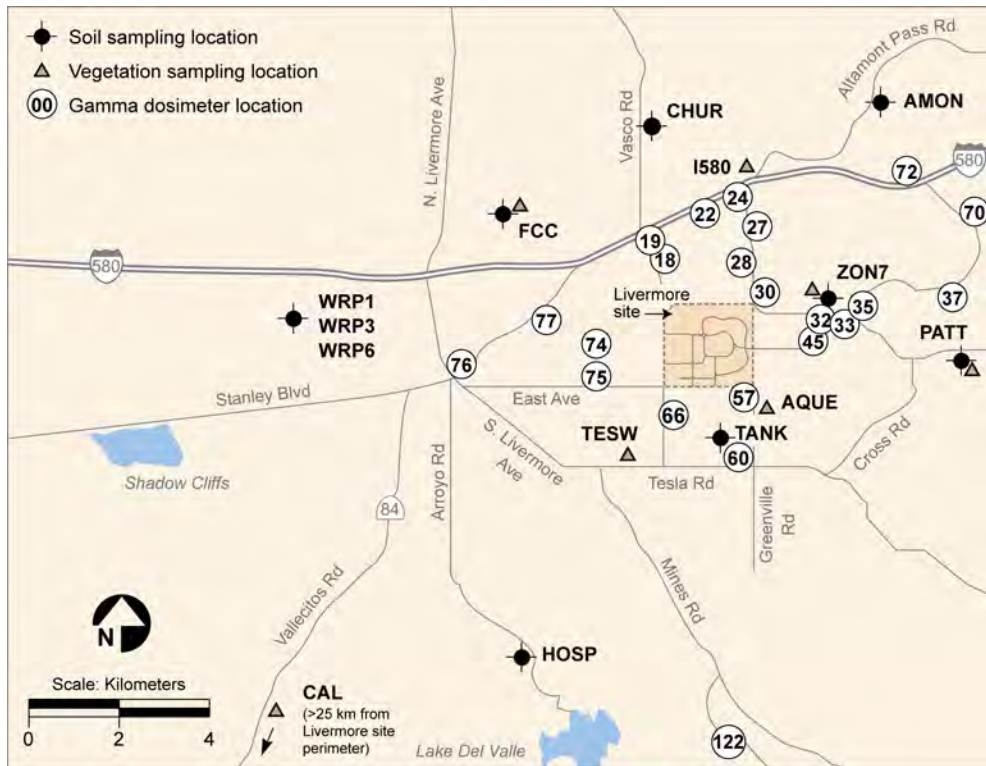 Soil sampling location
Vegetation sampling location
00 Gamma dosimeter location
N. Livermore Ave
Vasco Rd
Altamont Pass Rd
CHUR
AMON
I580
580
72
24
22
70
FCC
27
19
18
28
580
ZON7
30
Livermore
site
37
35
WRP1
WRP3
WRP6
77
32
33
45
PATT
74
76
75
Stanley Blvd
East Ave
57
AQUE
66
S. Livermore
Ave
TESW
TANK
60
Cross Rd
Shadow Cliffs
Arroyo Rd
Tesla Rd
84
Greenville
Rd
Vallecitos Rd
Mines Rd
N
HOSP
Scale: Kilometers
0 2 4
CAL
(>25 km from
Livermore site
perimeter)
Lake Del Valle
122